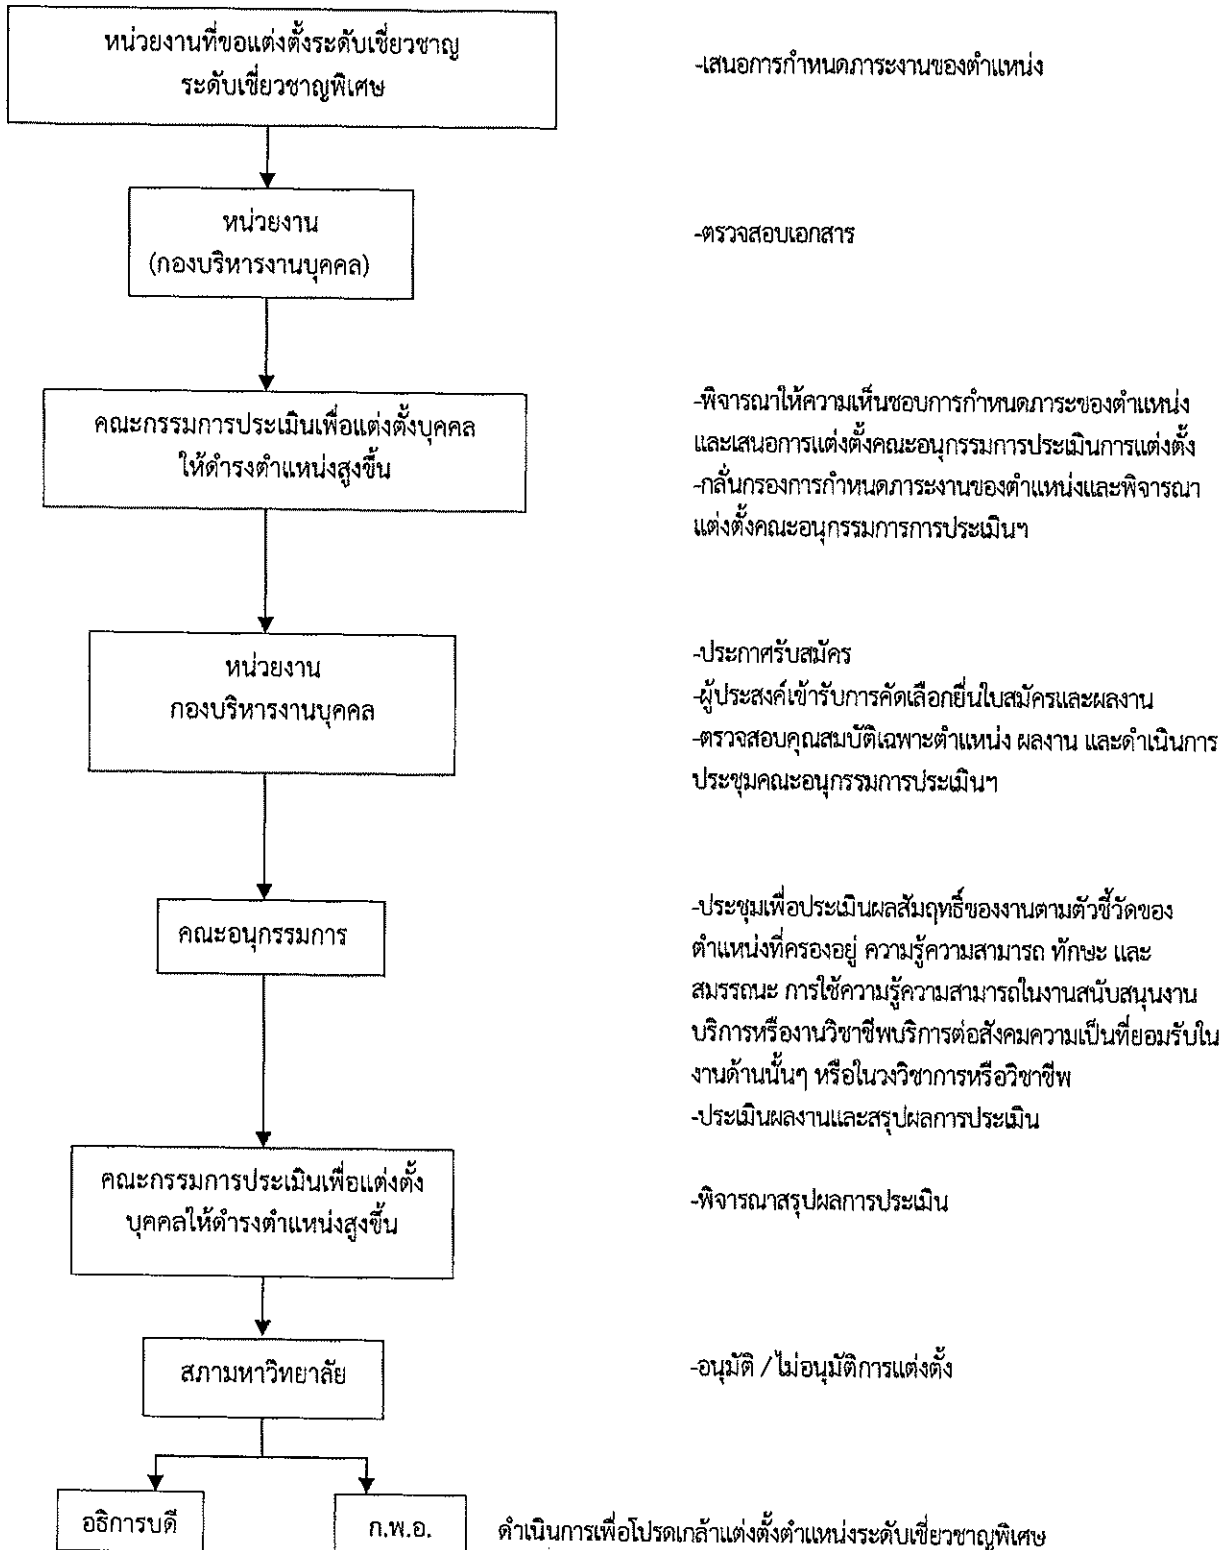 หน่วยงานที่ขอแต่งตั้งระดับเชี่ยวชาญ
ระดับเชี่ยวชาญพิเศษ
-เสนอการกำหนดภาระงานของตำแหน่ง
หน่วยงาน
(กองบริหารงานบุคคล)
-ตรวจสอบเอกสาร
คณะกรรมการประเมินเพื่อแต่งตั้งบุคคล
ให้ดำรงตำแหน่งสูงขึ้น
-พิจารณาให้ความเห็นชอบการกำหนดภาระของตำแหน่ง
และเสนอการแต่งตั้งคณะอนุกรรมการประเมินการแต่งตั้ง
-กลั่นกรองการกำหนดภาระงานของตำแหน่งและพิจารณา
แต่งตั้งคณะอนุกรรมการการประเมินฯ
หน่วยงาน
กองบริหารงานบุคคล
-ประกาศรับสมัคร
-ผู้ประสงค์เข้ารับการคัดเลือกยื่นใบสมัครและผลงาน
-ตรวจสอบคุณสมบัติเฉพาะตำแหน่ง ผลงาน และดำเนินการ
ประชุมคณะอนุกรรมการประเมินฯ
คณะอนุกรรมการ
-ประชุมเพื่อประเมินผลสัมฤทธิ์ของงานตามตัวชี้วัดของ
ตำแหน่งที่ครองอยู่ ความรู้ความสามารถ ทักษะ และ
สมรรถนะ การใช้ความรู้ความสามารถในงานสนับสนุนงาน
บริการหรืองานวิชาชีพบริการต่อสังคมความเป็นที่ยอมรับใน
งานด้านนั้นๆ หรือในวงวิชาการหรือวิชาชีพ
-ประเมินผลงานและสรุปผลการประเมิน
คณะกรรมการประเมินเพื่อแต่งตั้ง
บุคคลให้ดำรงตำแหน่งสูงขึ้น
-พิจารณาสรุปผลการประเมิน
สภามหาวิทยาลัย
-อนุมัติ / ไม่อนุมัติการแต่งตั้ง
อธิการบดี
ก.พ.อ.
ดำเนินการเพื่อโปรดเกล้าแต่งตั้งตำแหน่งระดับเชี่ยวชาญพิเศษ